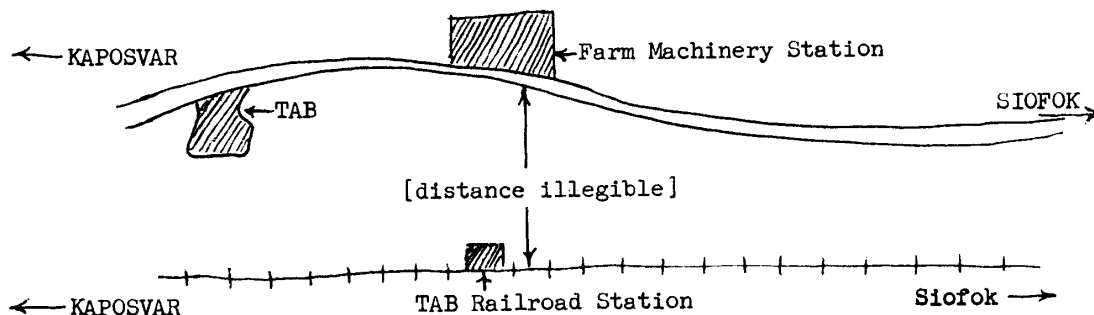 KAPOSVAR
Farm Machinery Station
TAB
SIOFOK
[distance illegible]
KAPOSVAR
TAB Railroad Station
Siofok